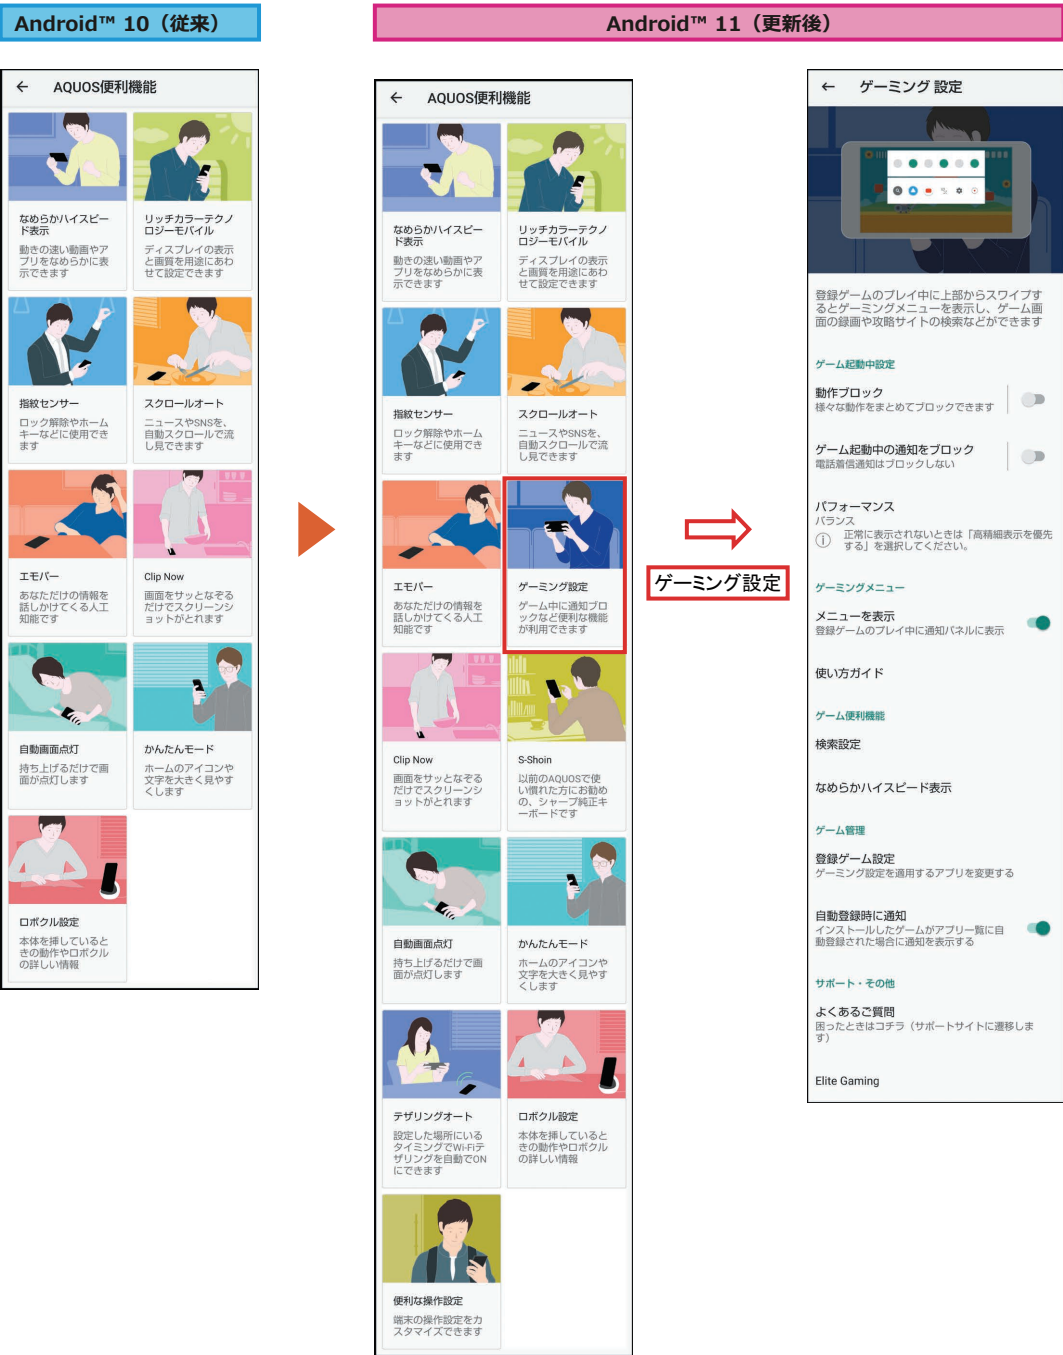 Android™ 10（従来）
Android™ 11（更新後）
← AQUOS便利機能
なめらかハイスピー
ド表示
動きの速い動画やア
プリをなめらかに表
示できます
リッチカラーテクノ
ロジーモバイル
ディスプレイの表示
と画質を用途にあわ
せて設定できます
指紋センサー
ロック解除やホーム
キーなどに使用でき
ます
スクロールオート
ニュースやSNSを、
自動スクロールで流
し見できます
エモパー
あなただけの情報を
話しかけてくる人工
知能です
Clip Now
画面をサッとなぞる
だけでスクリーンシ
ョットがとれます
自動画面点灯
持ち上げるだけで画
面が点灯します
かんたんモード
ホームのアイコンや
文字を大きく見やす
くします
ロボクル設定
本体を挿していると
きの動作やロボクル
の詳しい情報
← AQUOS便利機能
なめらかハイスピー
ド表示
動きの速い動画やア
プリをなめらかに表
示できます
リッチカラーテクノ
ロジーモバイル
ディスプレイの表示
と画質を用途にあわ
せて設定できます
指紋センサー
ロック解除やホーム
キーなどに使用でき
ます
スクロールオート
ニュースやSNSを、
自動スクロールで流
し見できます
エモパー
あなただけの情報を
話しかけてくる人工
知能です
ゲーミング設定
ゲーム中に通知ブロ
ックなど便利な機能
が利用できます
Clip Now
画面をサッとなぞる
だけでスクリーンシ
ョットがとれます
S-Shoin
以前のAQUOSで使
い慣れた方にお勧め
の、シャープ純正キ
ーボードです
自動画面点灯
持ち上げるだけで画
面が点灯します
かんたんモード
ホームのアイコンや
文字を大きく見やす
くします
テザリングオート
設定した場所にいる
タイミングでWi-Fiテ
ザリングを自動でON
にできます
ロボクル設定
本体を挿していると
きの動作やロボクル
の詳しい情報
便利な操作設定
端末の操作設定をカ
スタマイズできます
ゲーミング設定
← ゲーミング 設定
登録ゲームのプレイ中に上部からスワイプす
るとゲーミングメニューを表示し、ゲーム画
面の録画や攻略サイトの検索などができます
ゲーム起動中設定
動作ブロック
様々な動作をまとめてブロックできます
ゲーム起動中の通知をブロック
電話着信通知はブロックしない
パフォーマンス
バランス
正常に表示されないときは「高精細表示を優先
する」を選択してください。
ゲーミングメニュー
メニューを表示
登録ゲームのプレイ中に通知パネルに表示
使い方ガイド
ゲーム便利機能
検索設定
なめらかハイスピード表示
ゲーム管理
登録ゲーム設定
ゲーミング設定を適用するアプリを変更する
自動登録時に通知
インストールしたゲームがアプリ一覧に自
動登録された場合に通知を表示する
サポート・その他
よくあるご質問
困ったときはコチラ（サポートサイトに遷移しま
す）
Elite Gaming